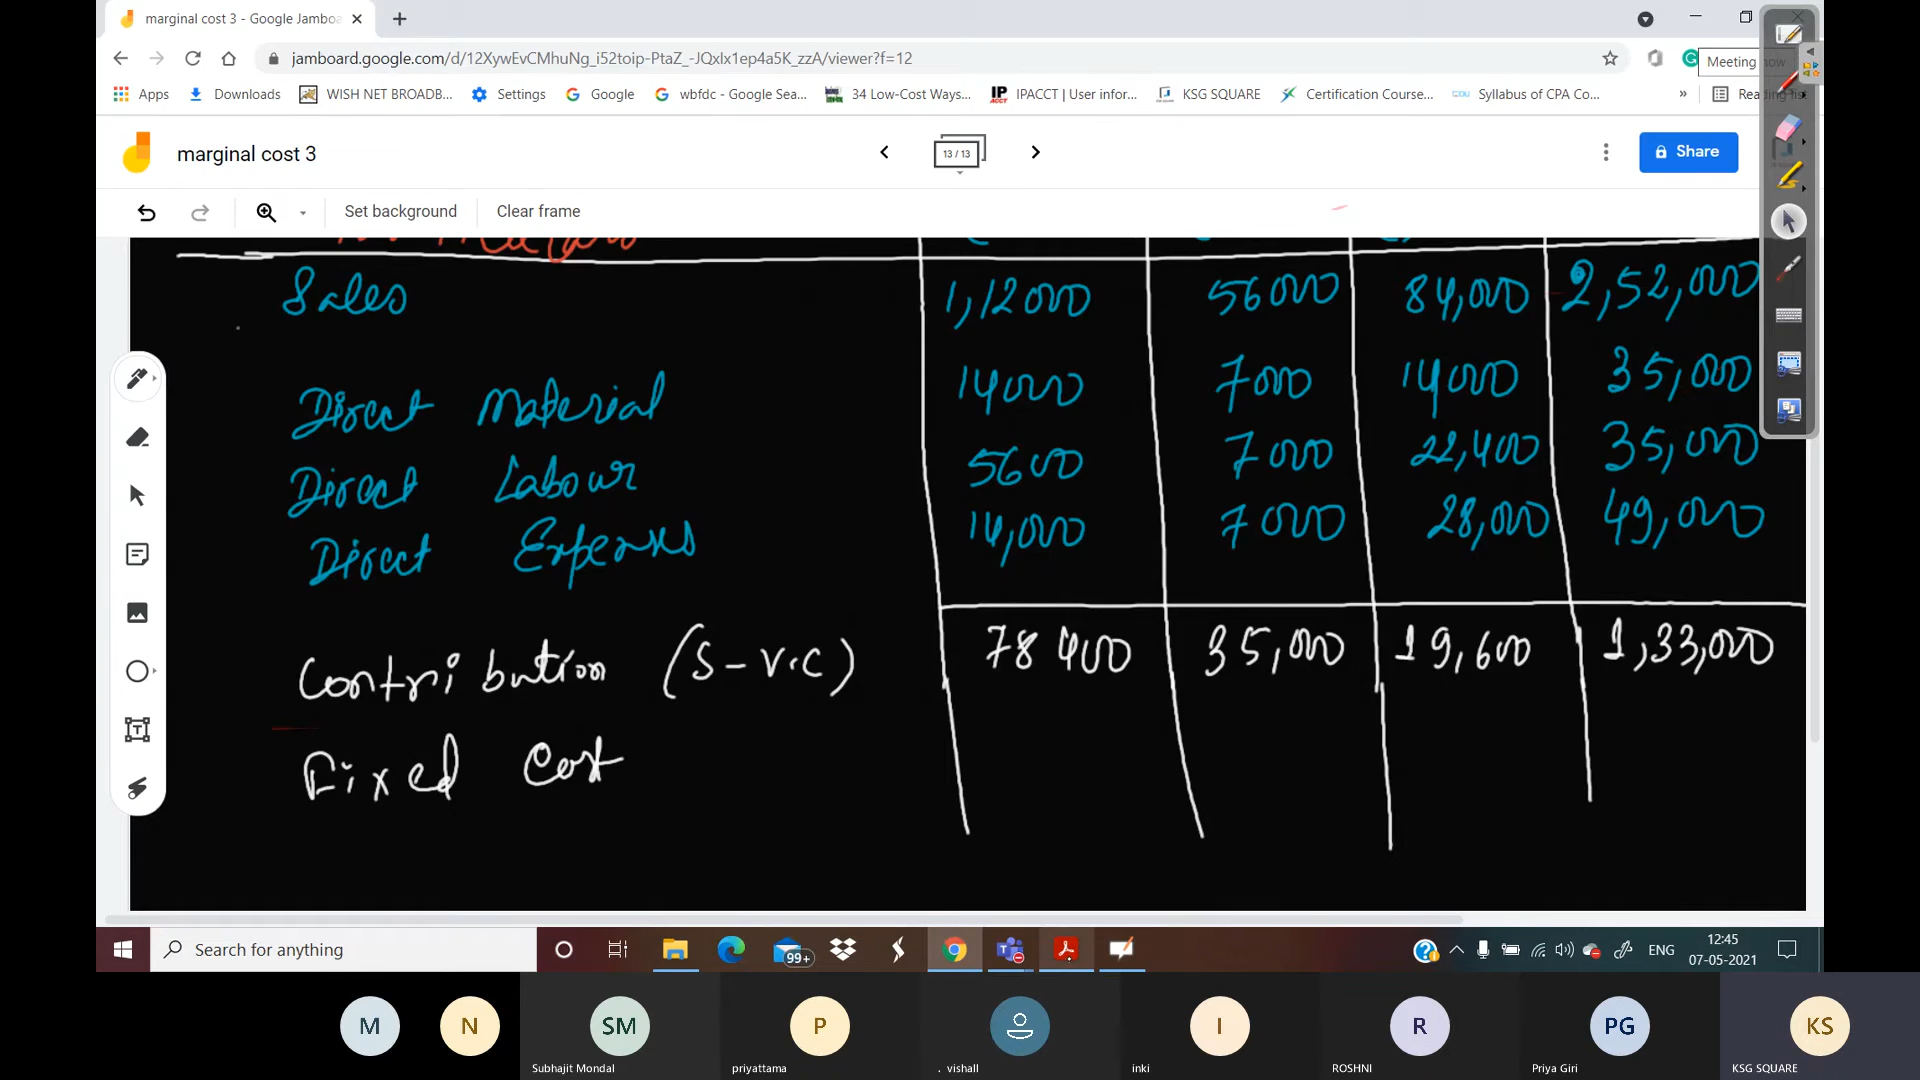 marginal cost 3 - Google Jamboa
jamboard.google.com/d/12XywEvCMhuNg_i52toip-PtaZ_-JQxIx1ep4a5K_zzA/viewer?f=12
Meeting now
Apps Downloads WISH NET BROADB... Settings Google wbfdc - Google Sea... 34 Low-Cost Ways... IPACCT | User infor... KSG SQUARE Certification Course... Syllabus of CPA Co... » Reading list
marginal cost 3
13 / 13
Share
Set background Clear frame
Sales 1,12000 56000 84,000 2,52,000
Direct Material 14000 7000 14000 35,000
Direct Labour 5600 7000 22,400 35,000
Direct Expenses 14,000 7000 28,000 49,000
Contribution (S-V.C) 78400 35,000 19,600 1,33,000
Fixed Cost
Search for anything
99+
ENG
12:45
07-05-2021
M N SM P I R PG KS
Subhajit Mondal priyattama . vishall inki ROSHNI Priya Giri KSG SQUARE